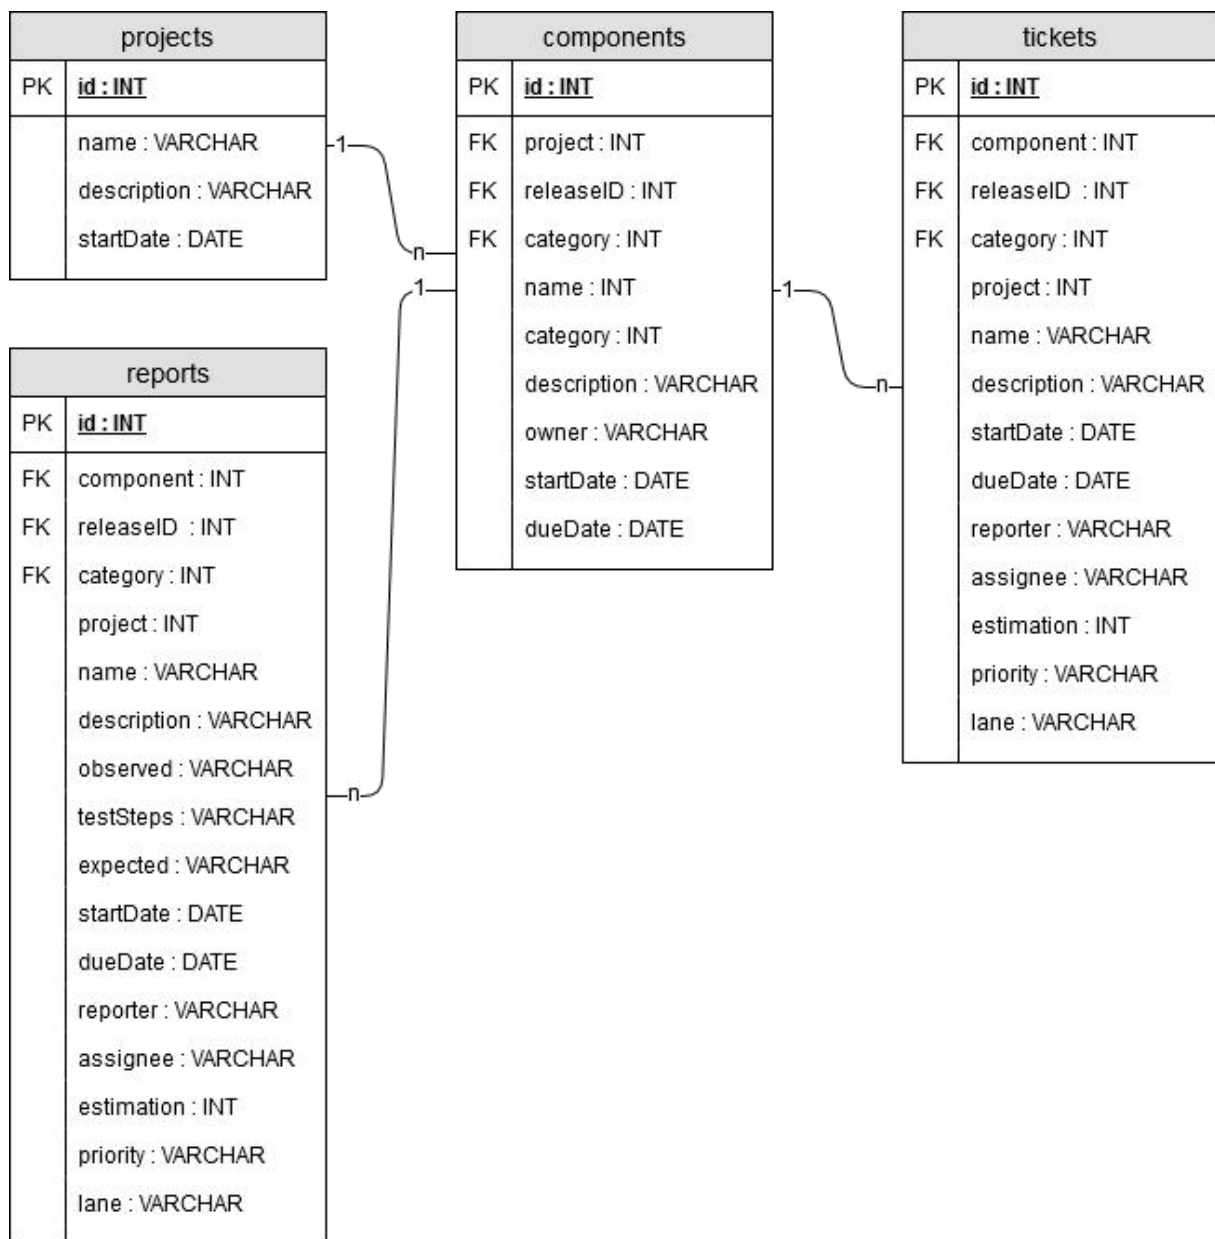 projects
PK id : INT
name : VARCHAR
description : VARCHAR
startDate : DATE
1
n
components
PK id : INT
FK project : INT
FK releaseID : INT
FK category : INT
name : INT
category : INT
description : VARCHAR
owner : VARCHAR
startDate : DATE
dueDate : DATE
1
n
tickets
PK id : INT
FK component : INT
FK releaseID : INT
FK category : INT
project : INT
name : VARCHAR
description : VARCHAR
startDate : DATE
dueDate : DATE
reporter : VARCHAR
assignee : VARCHAR
estimation : INT
priority : VARCHAR
lane : VARCHAR
1
n
reports
PK id : INT
FK component : INT
FK releaseID : INT
FK category : INT
project : INT
name : VARCHAR
description : VARCHAR
observed : VARCHAR
testSteps : VARCHAR
expected : VARCHAR
startDate : DATE
dueDate : DATE
reporter : VARCHAR
assignee : VARCHAR
estimation : INT
priority : VARCHAR
lane : VARCHAR